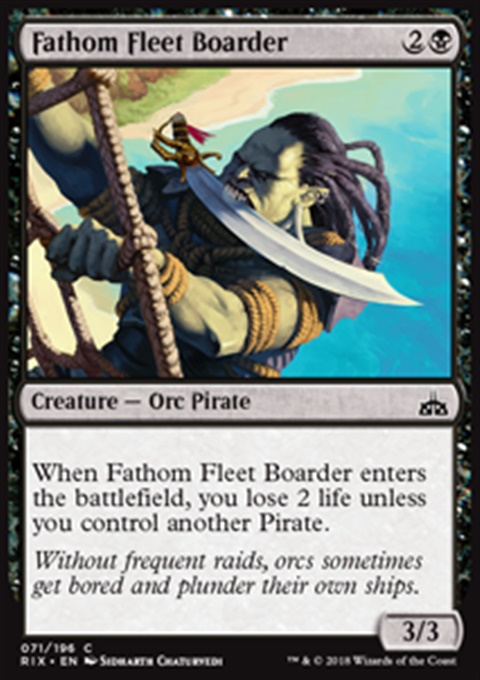 Fathom Fleet Boarder 2
Creature — Orc Pirate
When Fathom Fleet Boarder enters
the battlefield, you lose 2 life unless
you control another Pirate.
Without frequent raids, orcs sometimes
get bored and plunder their own ships.
3/3
071/196 C
RIX • EN Sidharth Chaturvedi
™ & © 2018 Wizards of the Coast